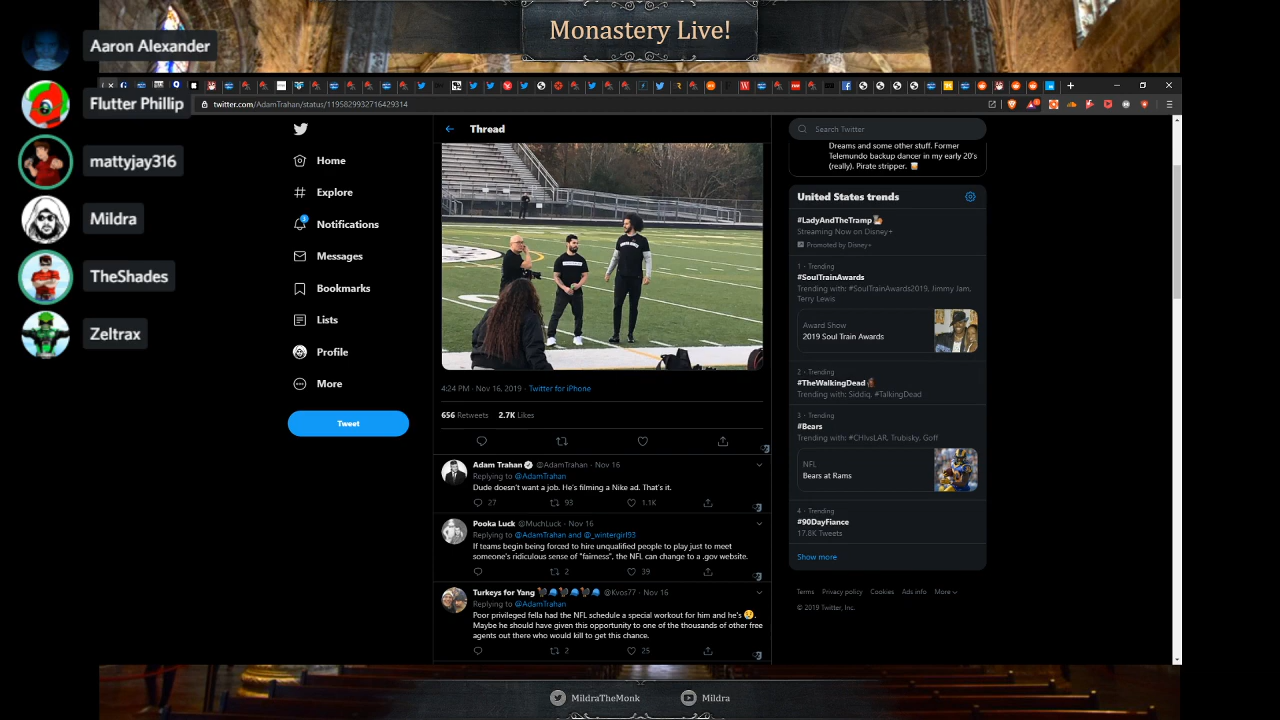 Monastery Live!
Aaron Alexander
Flutter Phillip
mattyjay316
Mildra
TheShades
Zeltrax
twitter.com/AdamTrahan/status/1195829932716429314
Home
Explore
Notifications
Messages
Bookmarks
Lists
Profile
More
Tweet
Thread
4:24 PM · Nov 16, 2019 · Twitter for iPhone
656 Retweets 2.7K Likes
Adam Trahan @AdamTrahan · Nov 16
Replying to @AdamTrahan
Dude doesn't want a job. He's filming a Nike ad. That's it.
27 93 1.1K
Pooka Luck @MuchLuck · Nov 16
Replying to @AdamTrahan and @_wintergirl93
If teams begin being forced to hire unqualified people to play just to meet
someone's ridiculous sense of "fairness", the NFL can change to a .gov website.
2 39
Turkeys for Yang @Kvos77 · Nov 16
Replying to @AdamTrahan
Poor privileged fella had the NFL schedule a special workout for him and he's
Maybe he should have given this opportunity to one of the thousands of other free
agents out there who would kill to get this chance.
2 25
Search Twitter
Dreams and some other stuff. Former
Telemundo backup dancer in my early 20's
(really). Pirate stripper.
United States trends
#LadyAndTheTramp
Streaming Now on Disney+
Promoted by Disney+
1 · Trending
#SoulTrainAwards
Trending with: #SoulTrainAwards2019, Jimmy Jam,
Terry Lewis
Award Show
2019 Soul Train Awards
2 · Trending
#TheWalkingDead
Trending with: Siddiq, #TalkingDead
3 · Trending
#Bears
Trending with: #CHIvsLAR, Trubisky, Goff
NFL
Bears at Rams
4 · Trending
#90DayFiance
17.8K Tweets
Show more
Terms Privacy policy Cookies Ads info More
© 2019 Twitter, Inc.
MildraTheMonk
Mildra